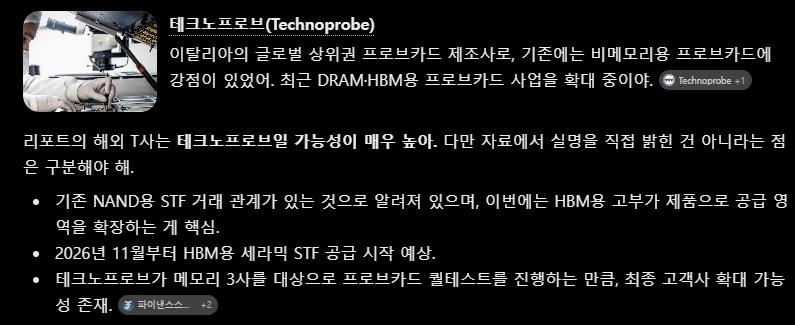 테크노프로브(Technoprobe)
이탈리아의 글로벌 상위권 프로브카드 제조사로, 기존에는 비메모리용 프로브카드에
강점이 있었어. 최근 DRAM·HBM용 프로브카드 사업을 확대 중이야. Technoprobe +1
리포트의 해외 T사는 테크노프로브일 가능성이 매우 높아. 다만 자료에서 실명을 직접 밝힌 건 아니라는 점
은 구분해야 해.
• 기존 NAND용 STF 거래 관계가 있는 것으로 알려져 있으며, 이번에는 HBM용 고부가 제품으로 공급 영
역을 확장하는 게 핵심.
• 2026년 11월부터 HBM용 세라믹 STF 공급 시작 예상.
• 테크노프로브가 메모리 3사를 대상으로 프로브카드 퀄테스트를 진행하는 만큼, 최종 고객사 확대 가능
성 존재. 파이낸스스... +2